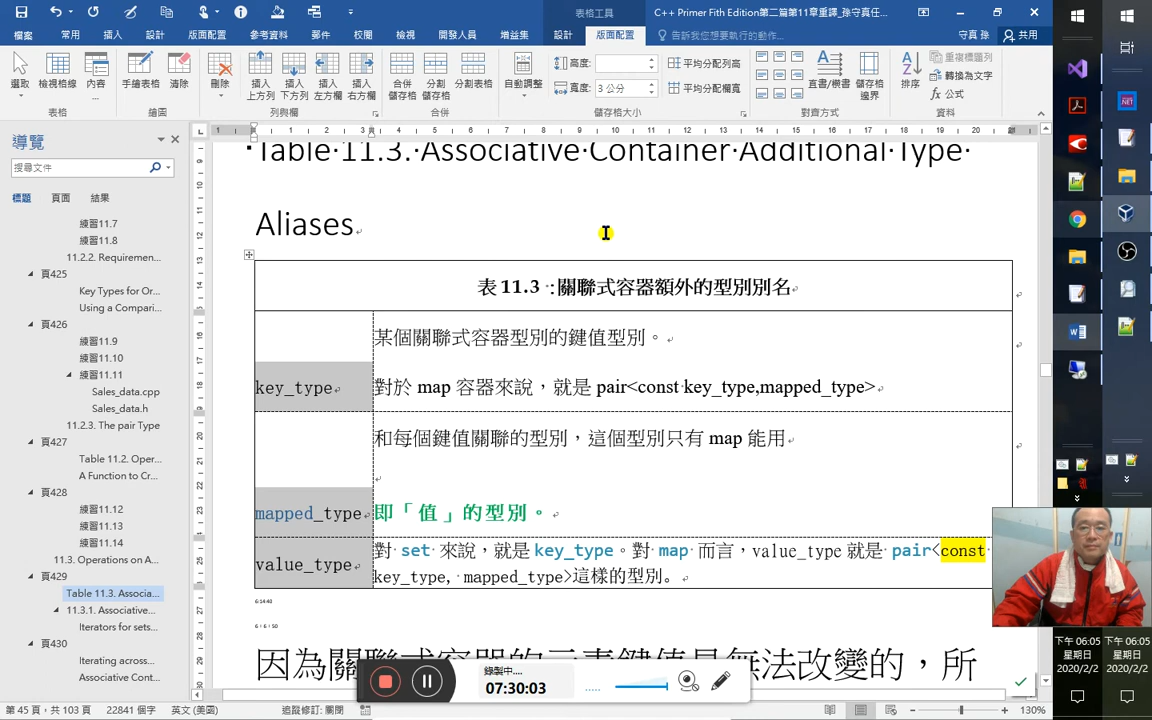 表格工具
C++ Primer Fith Edition第二篇第11章重譯_孫守真任...
檔案 常用 插入 設計 版面配置 參考資料 郵件 校閱 檢視 開發人員 增益集 設計 版面配置 告訴我您想要執行的動作... 守真 孫 共用
選取 檢視格線 內容... 手繪表格 清除 刪除 插入上方列 插入下方列 插入左方欄 插入右方欄 合併儲存格 分割儲存格 分割表格 自動調整 高度: 寬度: 3 公分 平均分配列高 平均分配欄寬 直書/橫書 儲存格邊界 排序 重複標題列 轉換為文字 公式
表格 繪圖 列與欄 合併 儲存格大小 對齊方式 資料
導覽
搜尋文件
標題 頁面 結果
練習11.7
練習11.8
11.2.2. Requiremen...
頁425
Key Types for Or...
Using a Compari...
頁426
練習11.9
練習11.10
練習11.11
Sales_data.cpp
Sales_data.h
11.2.3. The pair Type
頁427
Table 11.2. Oper...
A Function to Cr...
頁428
練習11.12
練習11.13
練習11.14
11.3. Operations on A...
頁429
Table 11.3. Associa...
11.3.1. Associative...
Iterators for sets...
頁430
Iterating across...
Associative Cont...
Table 11.3. Associative Container Additional Type
Aliases
表 11.3 :關聯式容器額外的型別別名
某個關聯式容器型別的鍵值型別。
key_type 對於 map 容器來說，就是 pair<const key_type,mapped_type>
和每個鍵值關聯的型別，這個型別只有 map 能用
mapped_type 即「值」的型別。
value_type 對 set 來說，就是 key_type。對 map 而言，value_type 就是 pair<const
key_type, mapped_type>這樣的型別。
因為關聯式容器的元素鍵值是無法改變的，所
錄製中....
07:30:03
下午 06:05
星期日
2020/2/2
下午 06:05
星期日
2020/2/2
第 45 頁，共 103 頁 22841 個字 英文 (美國) 追蹤修訂: 關閉 130%